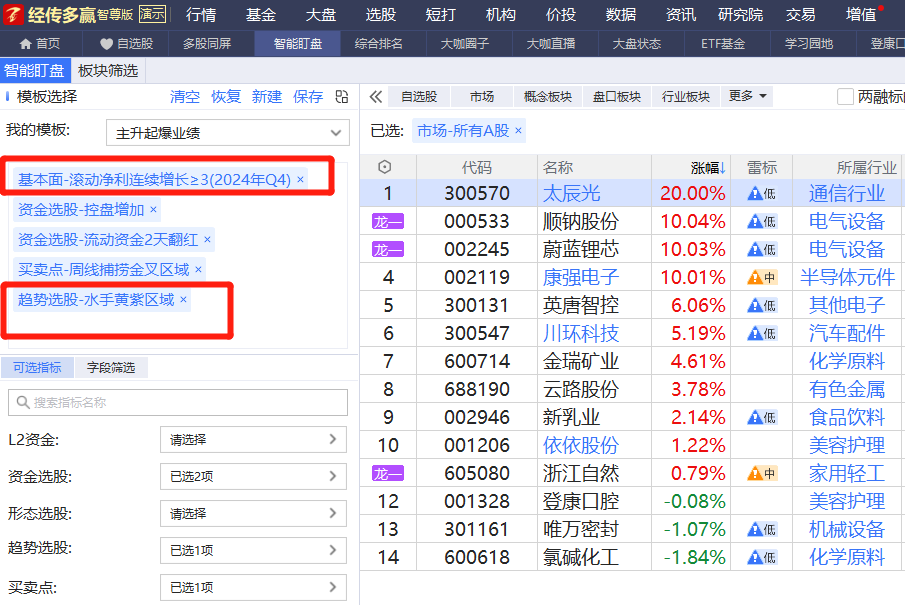 经传多赢 智尊版 演示 行情 基金 大盘 选股 短打 机构 价投 数据 资讯 研究院 交易 增值
首页 自选股 多股同屏 智能盯盘 综合排名 大咖圈子 大咖直播 大盘状态 ETF基金 学习园地 登康口
智能盯盘 板块筛选
模板选择 清空 恢复 新建 保存
我的模板: 主升起爆业绩
基本面-滚动净利连续增长≥3(2024年Q4) ×
资金选股-控盘增加 ×
资金选股-流动资金2天翻红 ×
买卖点-周线捕捞金叉区域 ×
趋势选股-水手黄紫区域 ×
可选指标 字段筛选
搜索指标名称
L2资金: 请选择
资金选股: 已选2项
形态选股: 请选择
趋势选股: 已选1项
买卖点: 已选1项
自选股 市场 概念板块 盘口板块 行业板块 更多 两融标
已选: 市场-所有A股 ×
代码 名称 涨幅↓ 雷标 所属行业
1 300570 太辰光 20.00% 低 通信行业
龙一 000533 顺钠股份 10.04% 低 电气设备
龙一 002245 蔚蓝锂芯 10.03% 低 电气设备
4 002119 康强电子 10.01% 中 半导体元件
5 300131 英唐智控 6.06% 低 其他电子
6 300547 川环科技 5.19% 低 汽车配件
7 600714 金瑞矿业 4.61% 化学原料
8 688190 云路股份 3.78% 有色金属
9 002946 新乳业 2.14% 低 食品饮料
10 001206 依依股份 1.22% 美容护理
龙一 605080 浙江自然 0.79% 中 家用轻工
12 001328 登康口腔 -0.08% 美容护理
13 301161 唯万密封 -1.07% 低 机械设备
14 600618 氯碱化工 -1.84% 低 化学原料